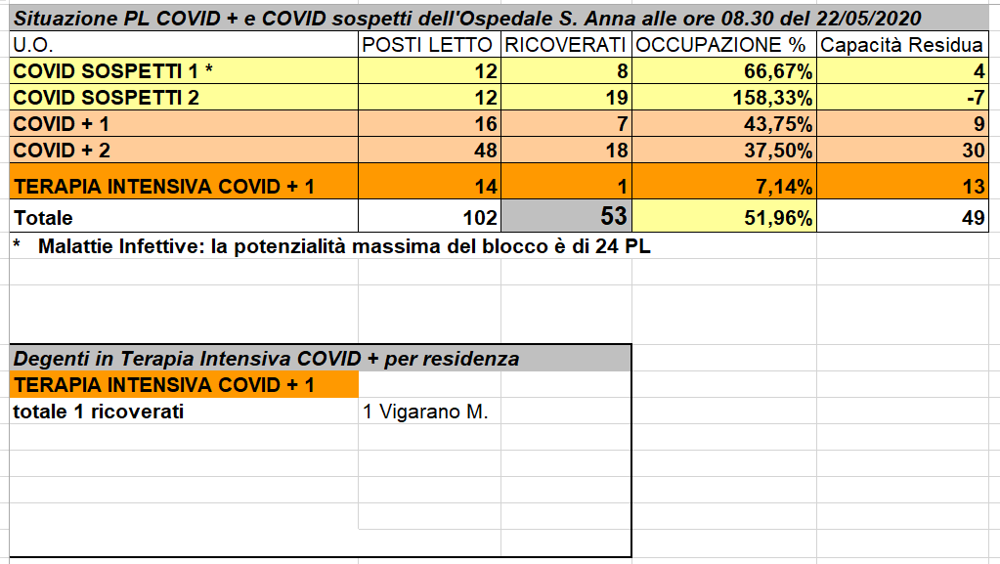 Situazione PL COVID + e COVID sospetti dell'Ospedale S. Anna alle ore 08.30 del 22/05/2020
U.O. POSTI LETTO RICOVERATI OCCUPAZIONE % Capacità Residua
COVID SOSPETTI 1 * 12 8 66,67% 4
COVID SOSPETTI 2 12 19 158,33% -7
COVID + 1 16 7 43,75% 9
COVID + 2 48 18 37,50% 30
TERAPIA INTENSIVA COVID + 1 14 1 7,14% 13
Totale 102 53 51,96% 49
* Malattie Infettive: la potenzialità massima del blocco è di 24 PL
Degenti in Terapia Intensiva COVID + per residenza
TERAPIA INTENSIVA COVID + 1
totale 1 ricoverati 1 Vigarano M.